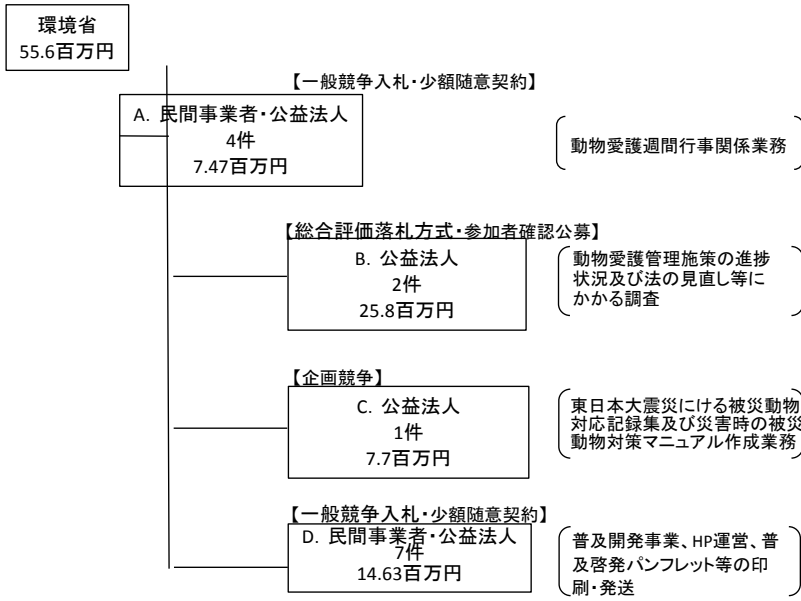 環境省
55.6百万円
【一般競争入札・少額随意契約】
A. 民間事業者・公益法人
4件
7.47百万円
動物愛護週間行事関係業務
【総合評価落札方式・参加者確認公募】
B. 公益法人
2件
25.8百万円
動物愛護管理施策の進捗
状況及び法の見直し等に
かかる調査
【企画競争】
C. 公益法人
1件
7.7百万円
東日本大震災にける被災動物
対応記録集及び災害時の被災
動物対策マニュアル作成業務
【一般競争入札・少額随意契約】
D. 民間事業者・公益法人
7件
14.63百万円
普及開発事業、HP運営、普
及啓発パンフレット等の印
刷・発送